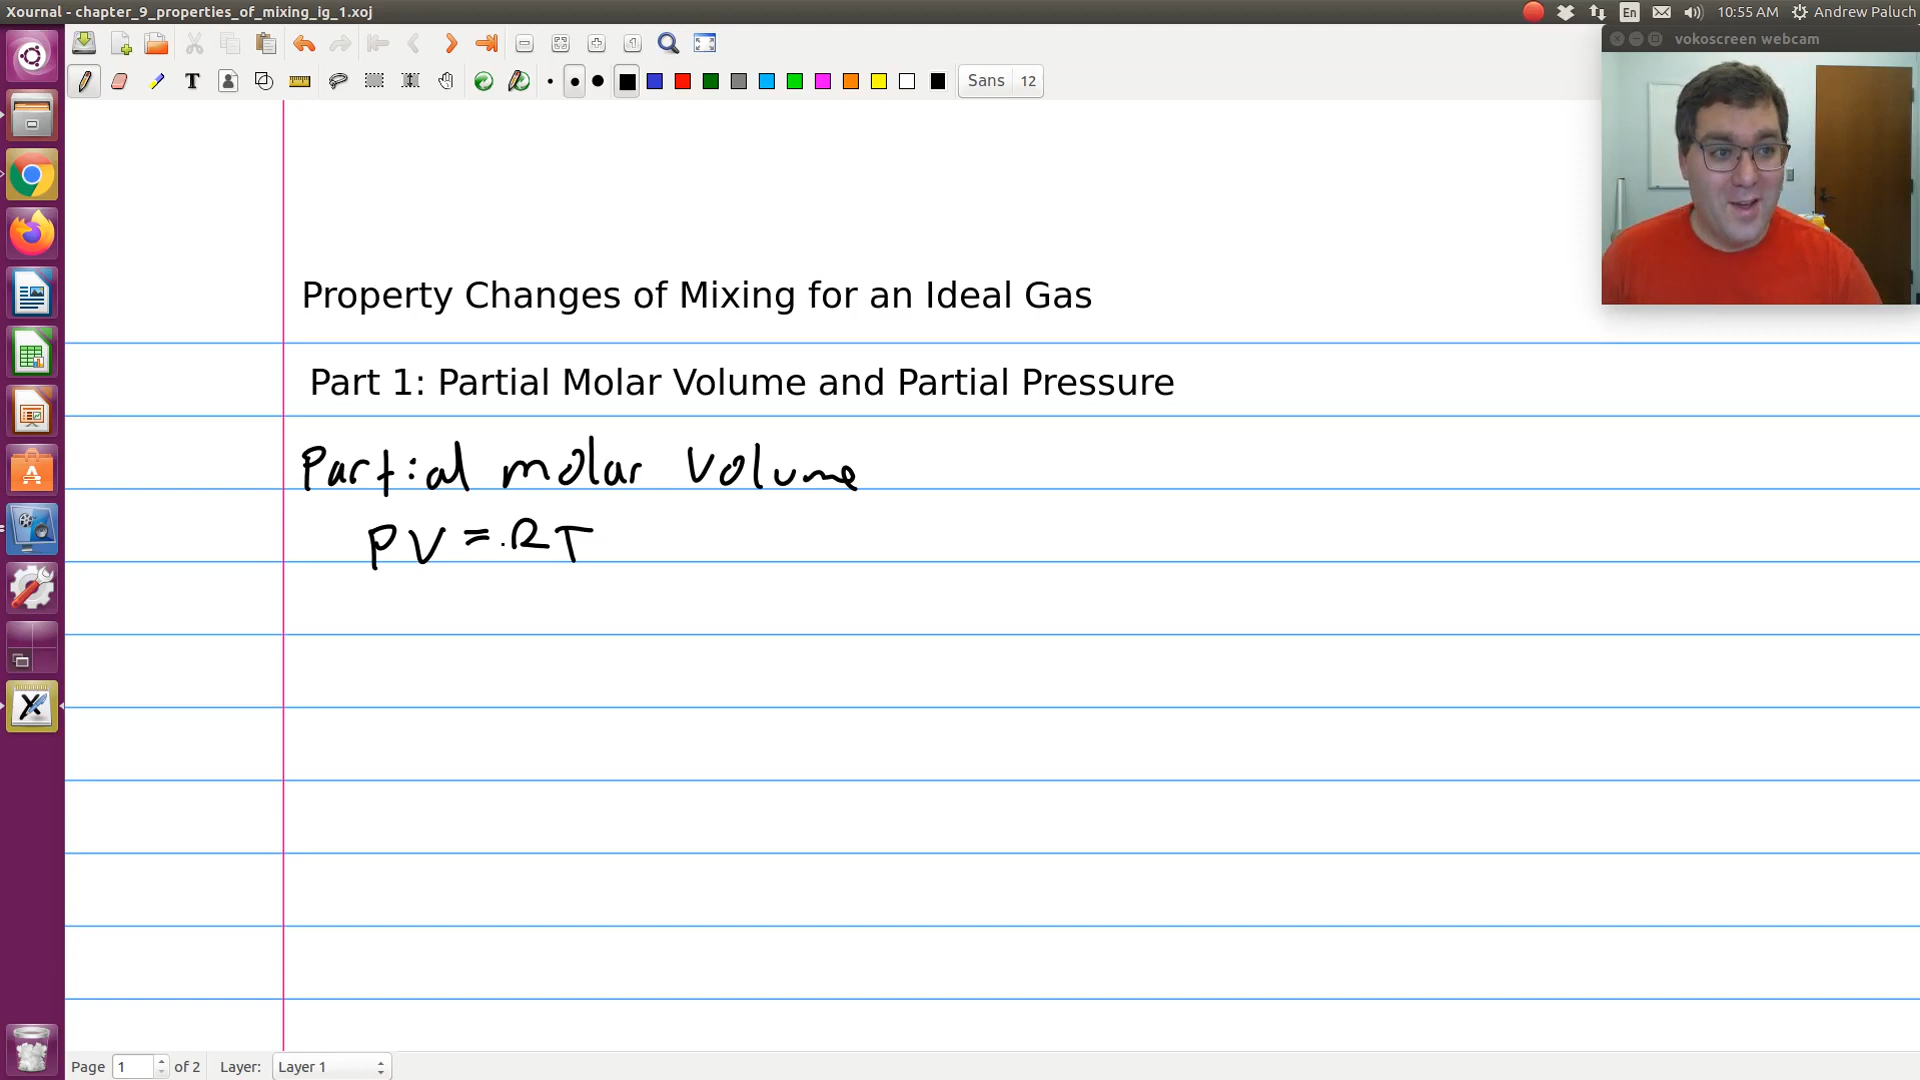 Xournal - chapter_9_properties_of_mixing_ig_1.xoj
En 10:55 AM Andrew Paluch
vokoscreen webcam
Sans 12
Property Changes of Mixing for an Ideal Gas
Part 1: Partial Molar Volume and Partial Pressure
Partial molar volume
PV = RT
Page 1 of 2 Layer: Layer 1